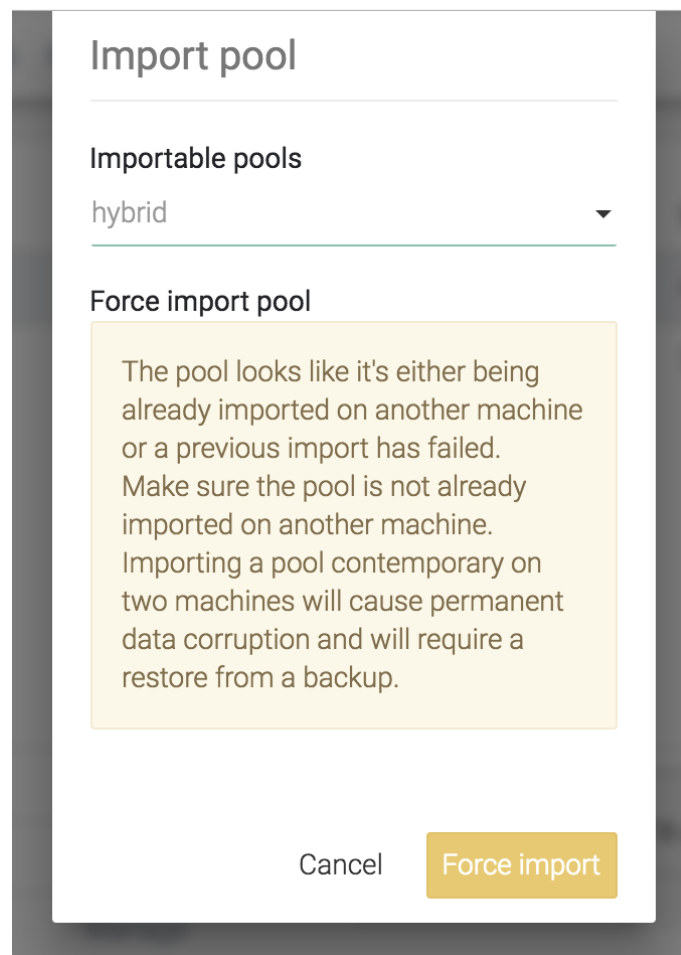 Import pool
Importable pools
hybrid
Force import pool
The pool looks like it's either being
already imported on another machine
or a previous import has failed.
Make sure the pool is not already
imported on another machine.
Importing a pool contemporary on
two machines will cause permanent
data corruption and will require a
restore from a backup.
Cancel
Force import